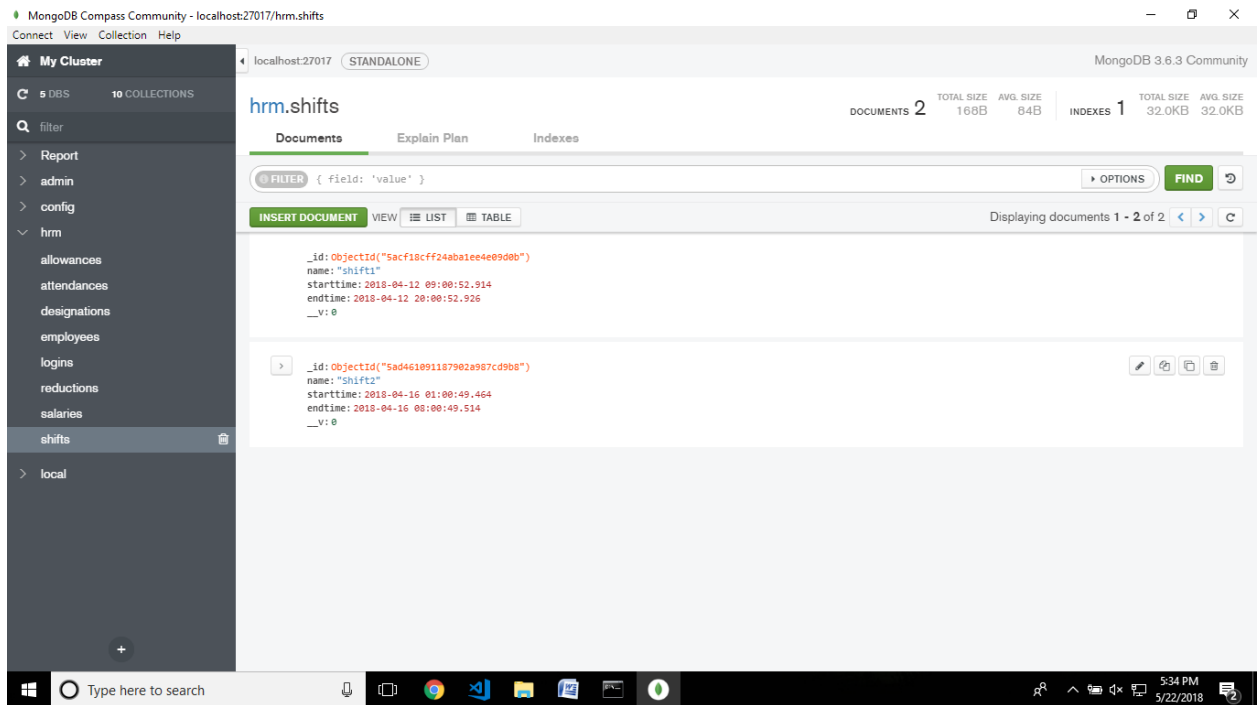 MongoDB Compass Community - localhost:27017/hrm.shifts
Connect View Collection Help
My Cluster
localhost:27017 STANDALONE
MongoDB 3.6.3 Community
5 DBS 10 COLLECTIONS
filter
Report
admin
config
hrm
allowances
attendances
designations
employees
logins
reductions
salaries
shifts
local
hrm.shifts
DOCUMENTS 2 TOTAL SIZE 168B AVG. SIZE 84B INDEXES 1 TOTAL SIZE 32.0KB AVG. SIZE 32.0KB
Documents Explain Plan Indexes
FILTER { field: 'value' } OPTIONS FIND
INSERT DOCUMENT VIEW LIST TABLE Displaying documents 1 - 2 of 2
_id:ObjectId("5acf18cff24aba1ee4e09d0b")
name:"shift1"
starttime:2018-04-12 09:00:52.914
endtime:2018-04-12 20:00:52.926
__v:0
_id:ObjectId("5ad461091187902a987cd9b8")
name:"Shift2"
starttime:2018-04-16 01:00:49.464
endtime:2018-04-16 08:00:49.514
__v:0
Type here to search
5:34 PM
5/22/2018
2